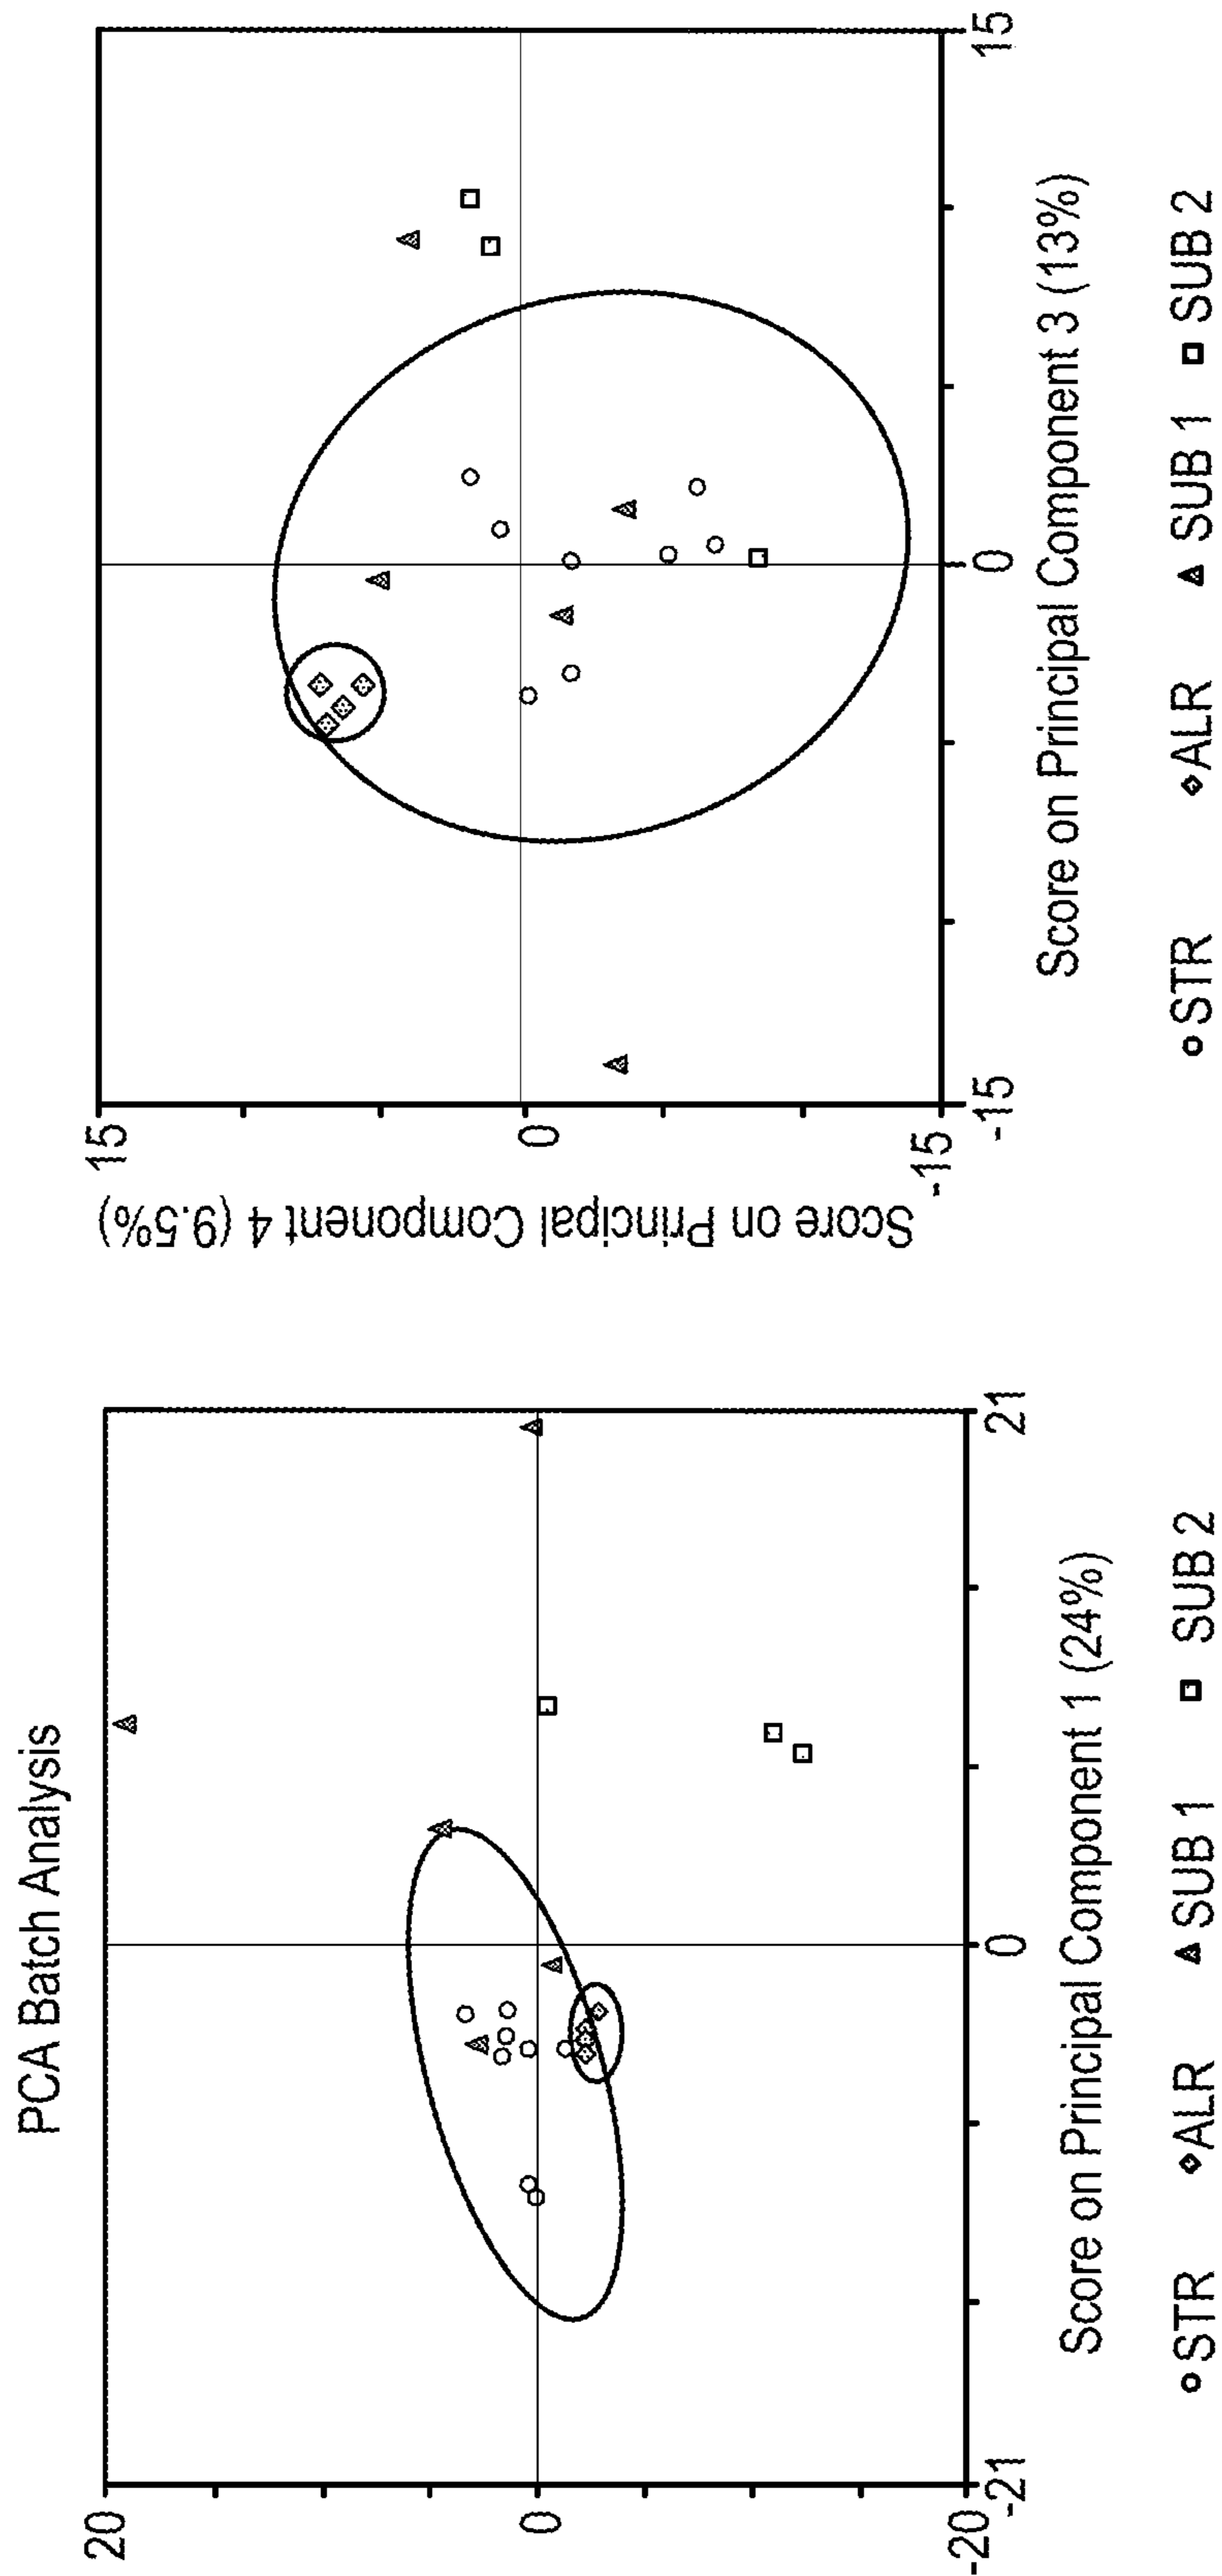 PCA Batch Analysis
20
0
-20
-21
0
21
Score on Principal Component 1 (24%)
STR ALR SUB 1 SUB 2
Score on Principal Component 4 (9.5%)
15
0
-15
-15
0
15
Score on Principal Component 3 (13%)
STR ALR SUB 1 SUB 2